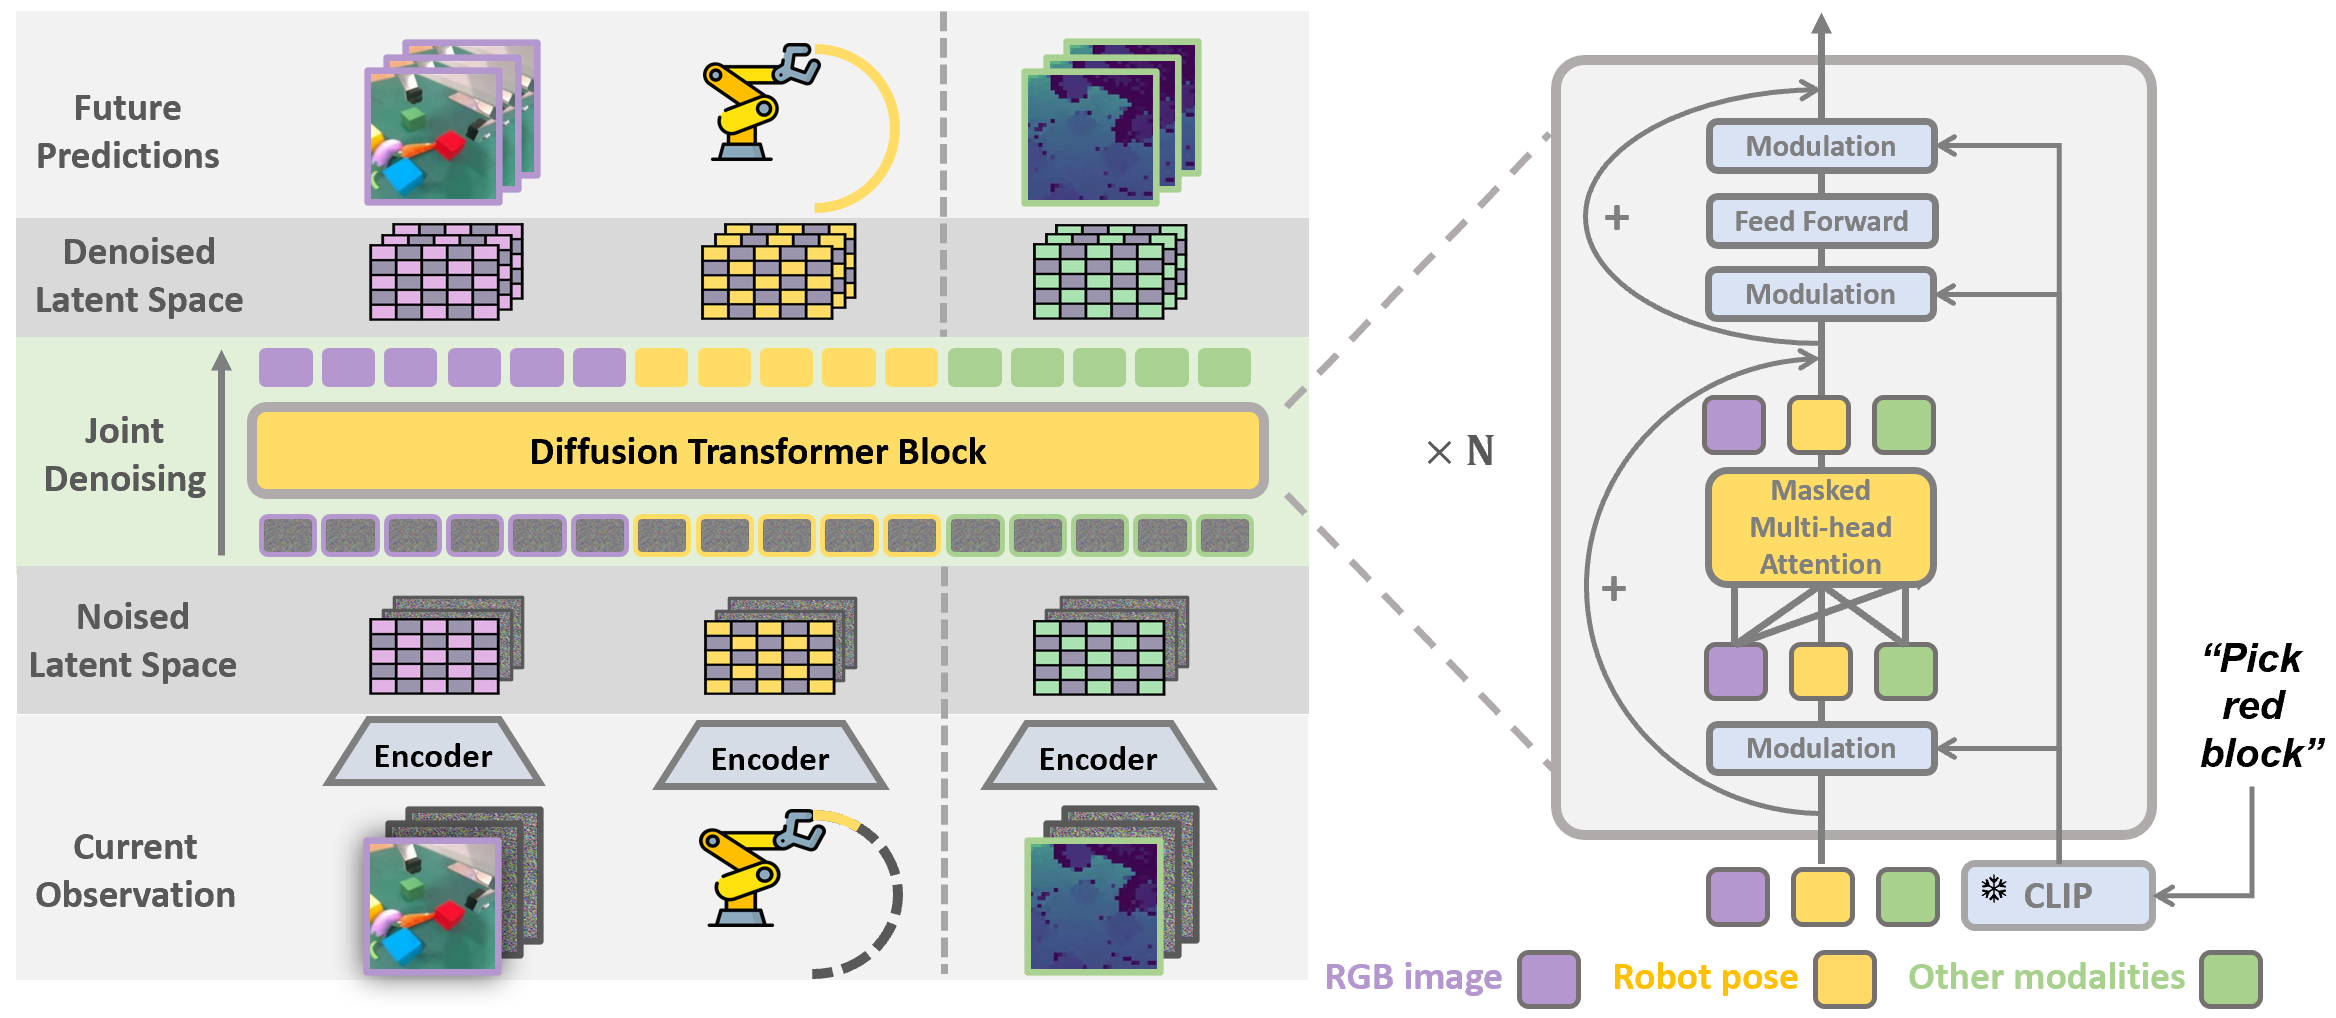 Future
Predictions
Denoised
Latent Space
Joint
Denoising
Diffusion Transformer Block
Noised
Latent Space
Encoder
Encoder
Encoder
Current
Observation
× N
Modulation
+
Feed Forward
Modulation
Masked
Multi-head
Attention
+
Modulation
“Pick
red
block”
CLIP
RGB image
Robot pose
Other modalities